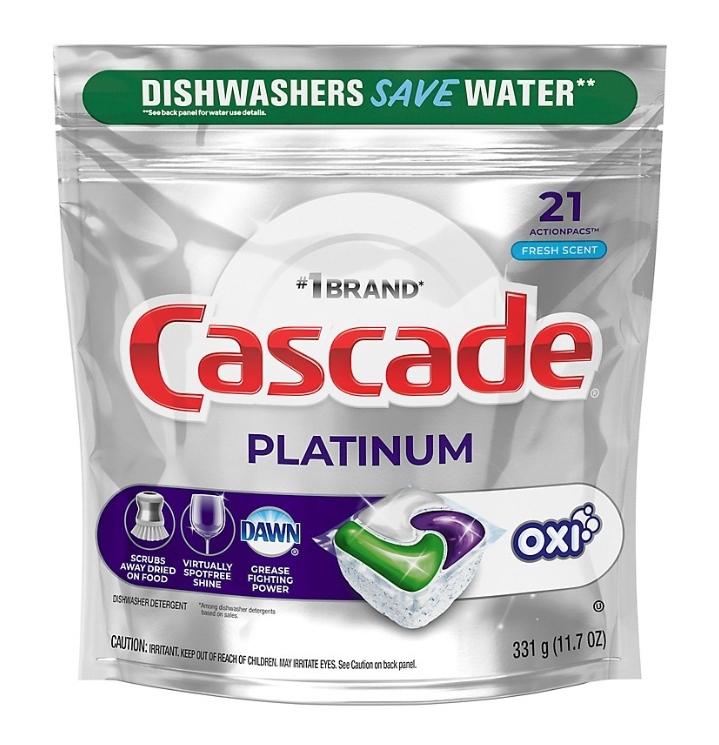 DISHWASHERS SAVE WATER**
**See back panel for water use details.
21
ACTIONPACS™
FRESH SCENT
#1 BRAND*
Cascade®
PLATINUM
SCRUBS
AWAY DRIED
ON FOOD
VIRTUALLY
SPOTFREE
SHINE
DAWN®
GREASE
FIGHTING
POWER
OXI
DISHWASHER DETERGENT
*Among dishwasher detergents
based on sales.
U
CAUTION: IRRITANT. KEEP OUT OF REACH OF CHILDREN. MAY IRRITATE EYES. See Caution on back panel.
331 g (11.7 OZ)